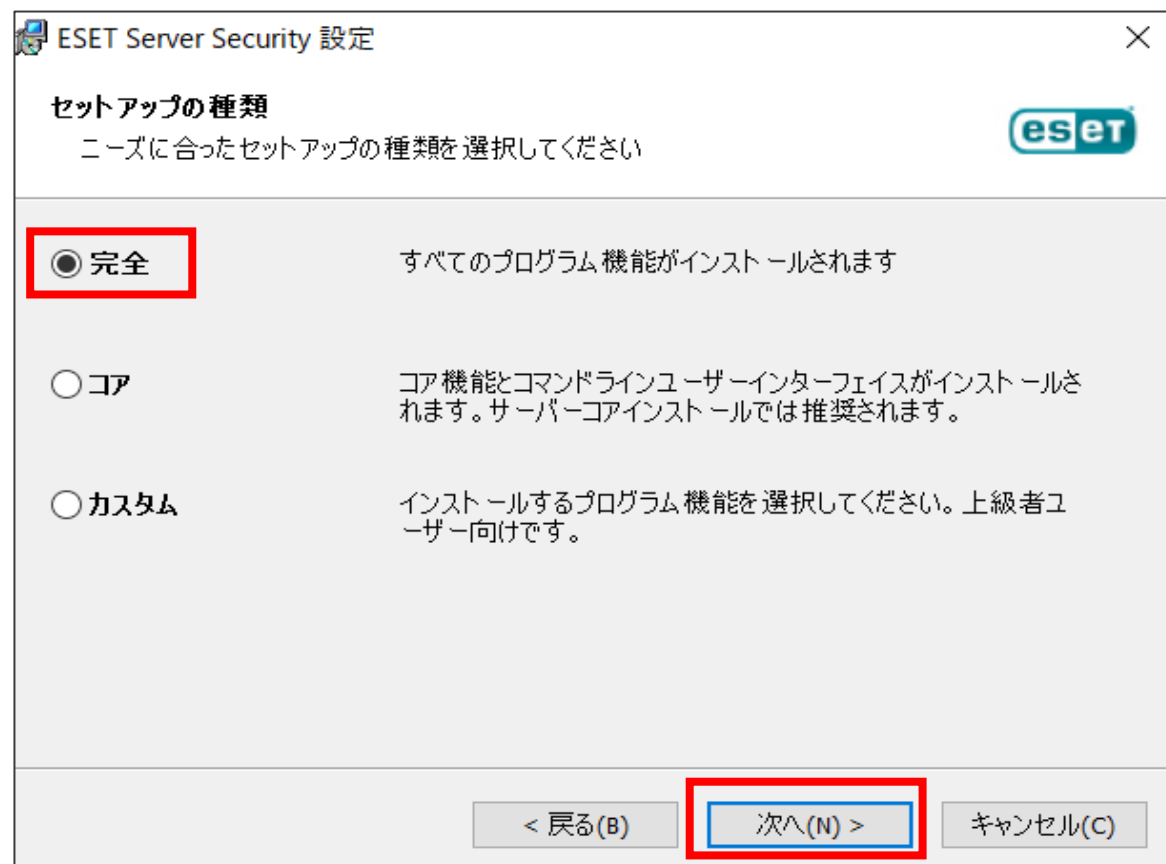 ESET Server Security 設定
セットアップの種類
ニーズに合ったセットアップの種類を選択してください
eset
完全
すべてのプログラム機能がインストールされます
コア
コア機能とコマンドラインユーザーインターフェイスがインストールさ
れます。サーバーコアインストールでは推奨されます。
カスタム
インストールするプログラム機能を選択してください。上級者ユ
ーザー向けです。
< 戻る(B)
次へ(N) >
キャンセル(C)